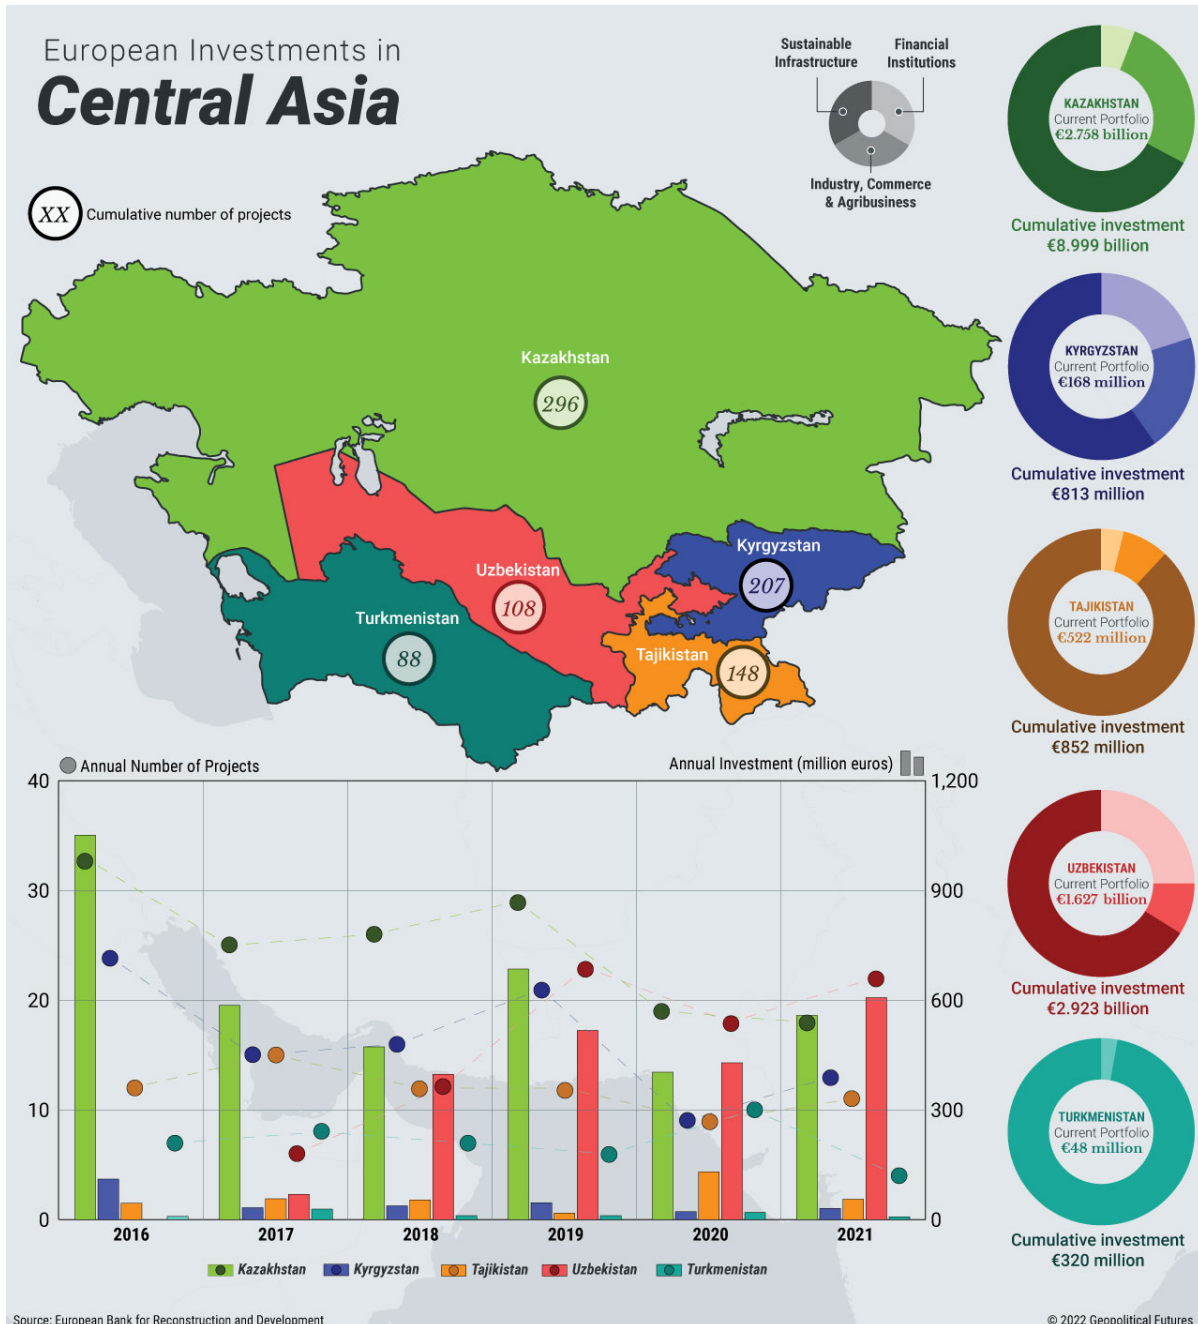 European Investments in
Central Asia
XX
Cumulative number of projects
Sustainable
Infrastructure
Financial
Institutions
Industry, Commerce
& Agribusiness
KAZAKHSTAN
Current Portfolio
€2.758 billion
Cumulative investment
€8.999 billion
KYRGYZSTAN
Current Portfolio
€168 million
Cumulative investment
€813 million
TAJIKISTAN
Current Portfolio
€522 million
Cumulative investment
€852 million
UZBEKISTAN
Current Portfolio
€1.627 billion
Cumulative investment
€2.923 billion
TURKMENISTAN
Current Portfolio
€48 million
Cumulative investment
€320 million
Kazakhstan
296
Kyrgyzstan
207
Uzbekistan
108
Turkmenistan
88
Tajikistan
148
Annual Number of Projects
Annual Investment (million euros)
40
30
20
10
0
1,200
900
600
300
0
2016
2017
2018
2019
2020
2021
Kazakhstan
Kyrgyzstan
Tajikistan
Uzbekistan
Turkmenistan
Source: European Bank for Reconstruction and Development
© 2022 Geopolitical Futures